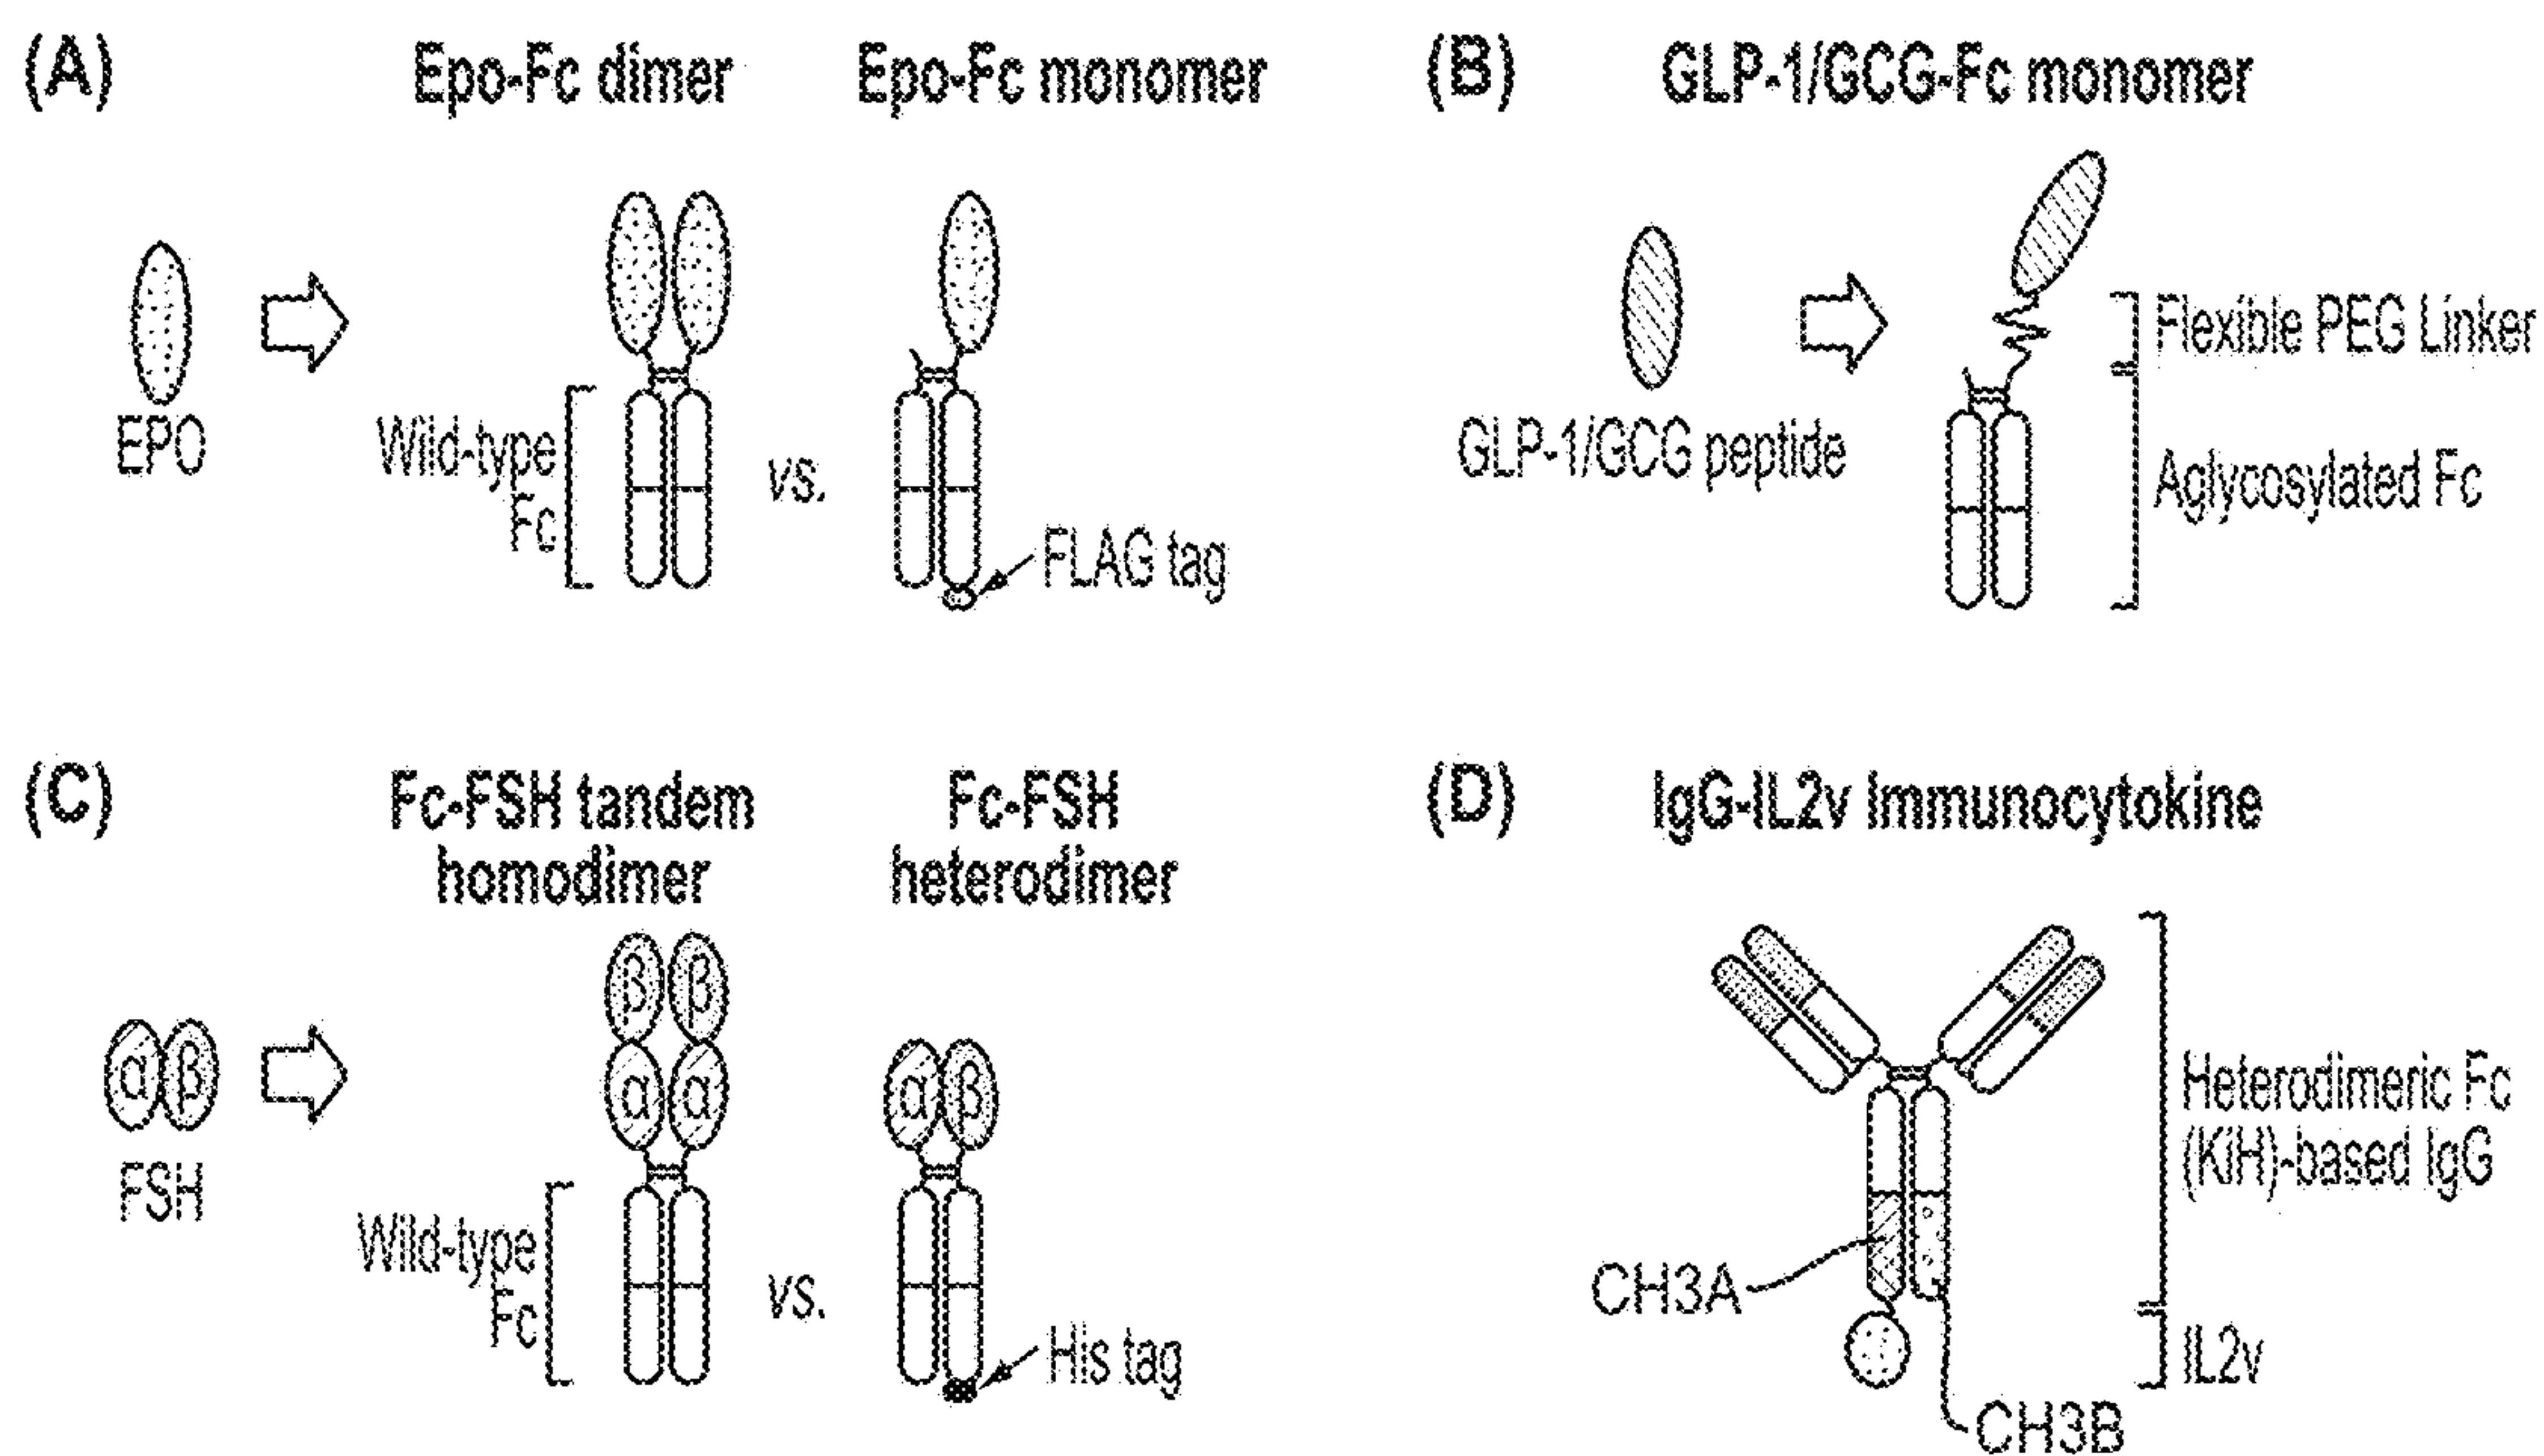 (A)
Epo-Fc dimer
Epo-Fc monomer
EPO
Wild-type
Fc
vs.
FLAG tag
(B)
GLP-1/GCG-Fc monomer
GLP-1/GCG peptide
Flexible PEG Linker
Aglycosylated Fc
(C)
Fc-FSH tandem
homodimer
Fc-FSH
heterodimer
α β
FSH
β β
α α
Wild-type
Fc
vs.
α β
His tag
(D)
IgG-IL2v Immunocytokine
Heterodimeric Fc
(KiH)-based IgG
CH3A
IL2v
CH3B